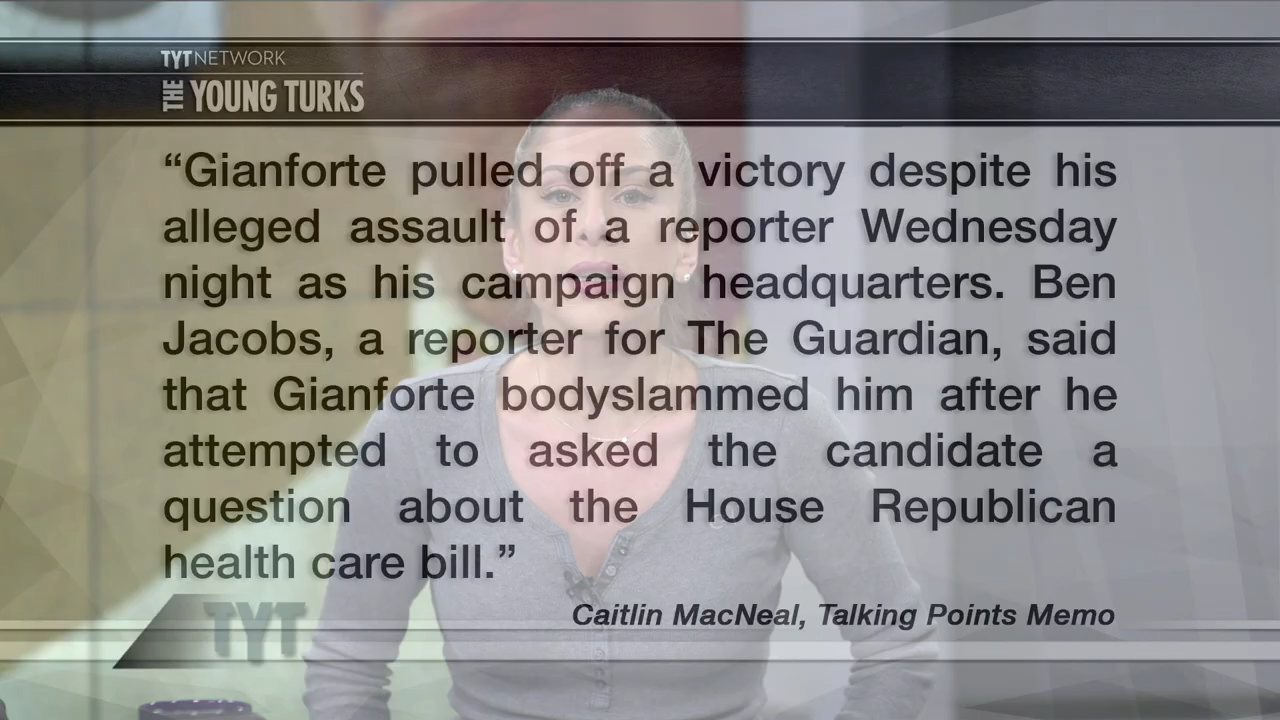 TYTNETWORK
THE YOUNG TURKS
“Gianforte pulled off a victory despite his
alleged assault of a reporter Wednesday
night as his campaign headquarters. Ben
Jacobs, a reporter for The Guardian, said
that Gianforte bodyslammed him after he
attempted to asked the candidate a
question about the House Republican
health care bill.”
Caitlin MacNeal, Talking Points Memo
TYT